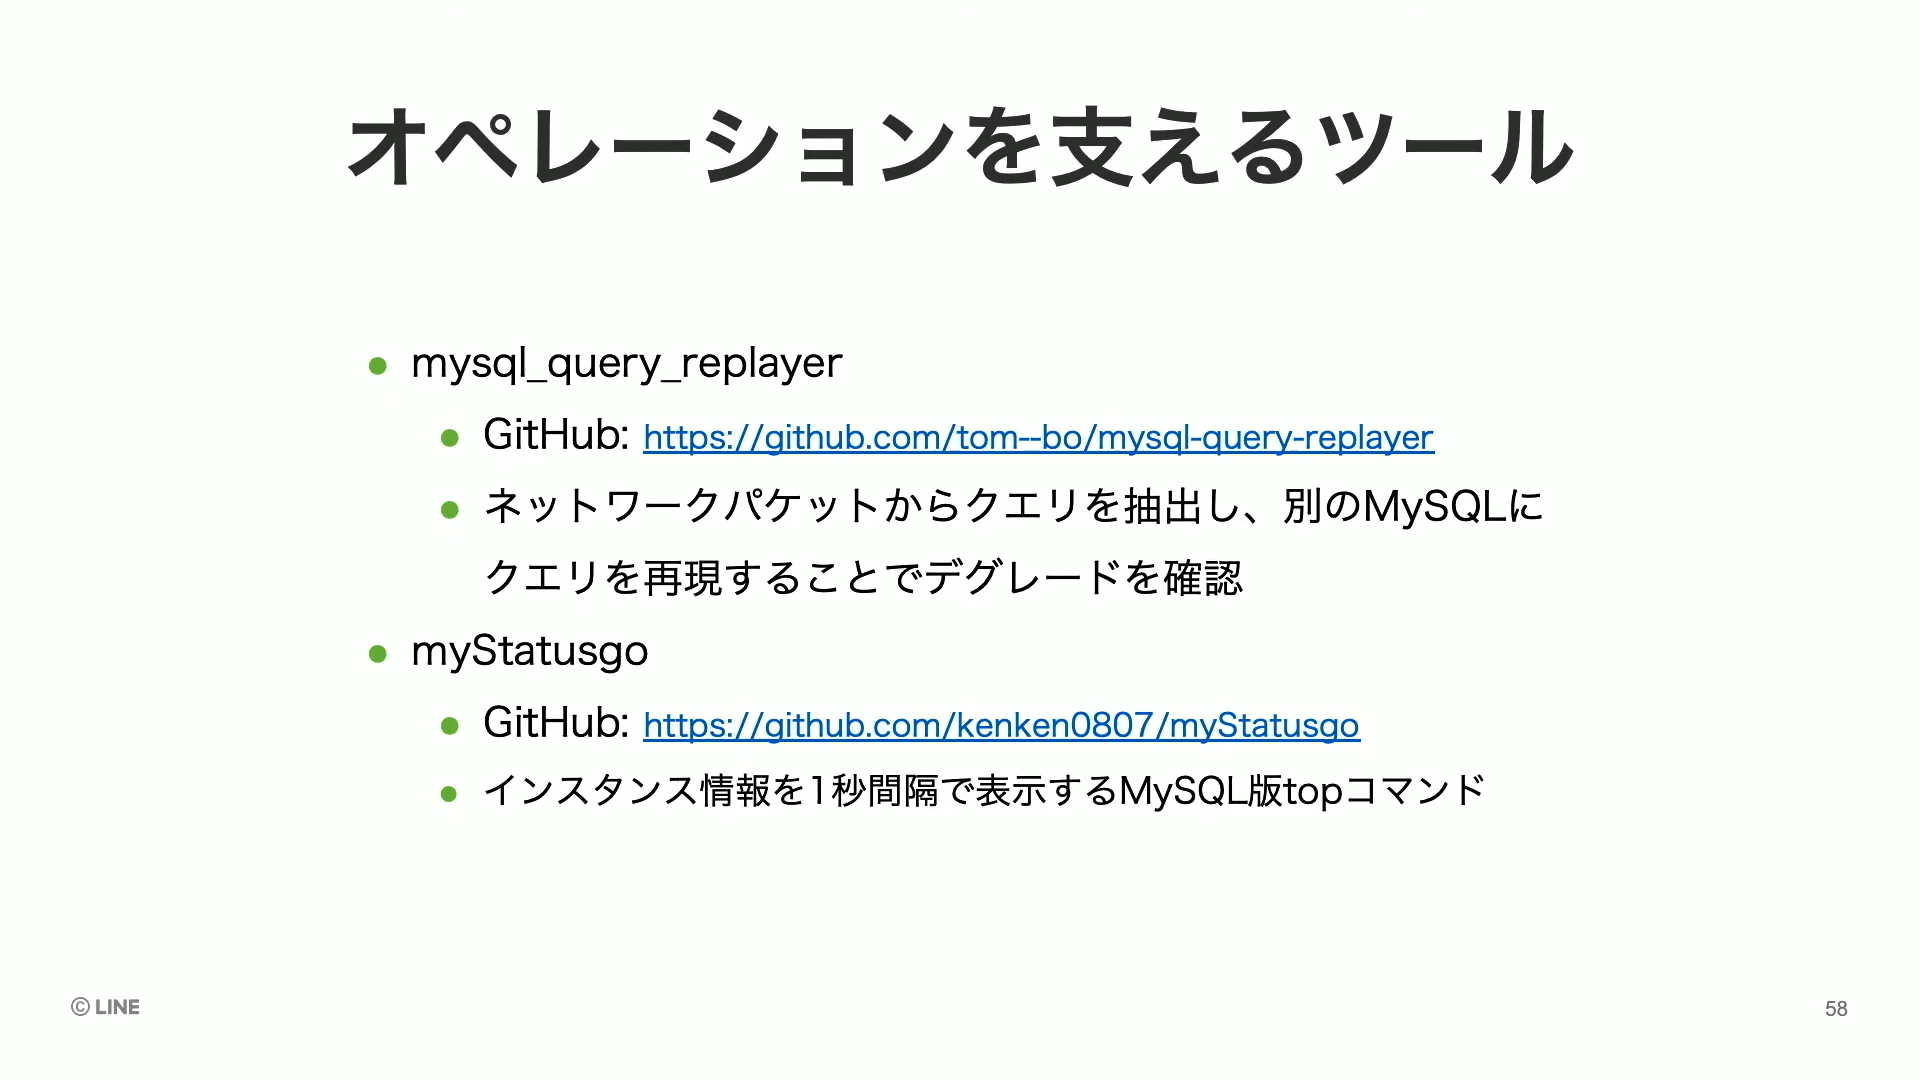 オペレーションを支えるツール
● mysql_query_replayer
● GitHub: https://github.com/tom--bo/mysql-query-replayer
● ネットワークパケットからクエリを抽出し、別のMySQLに
クエリを再現することでデグレードを確認
● myStatusgo
● GitHub: https://github.com/kenken0807/myStatusgo
● インスタンス情報を1秒間隔で表示するMySQL版topコマンド
© LINE
58